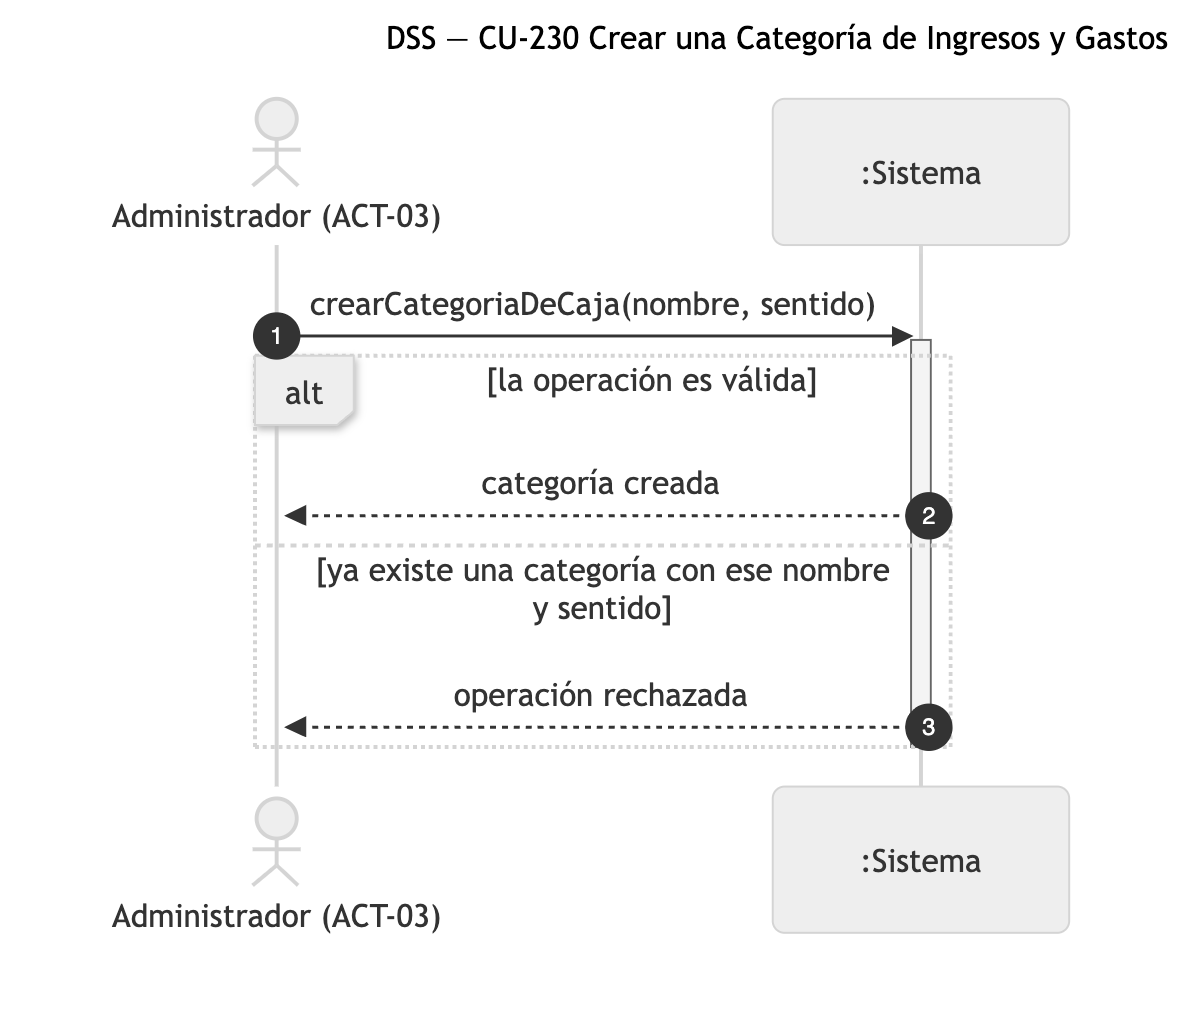 DSS — CU-230 Crear una Categoría de Ingresos y Gastos
:Sistema
Administrador (ACT-03)
crearCategoriaDeCaja(nombre, sentido)
1
alt
[la operación es válida]
categoría creada
2
[ya existe una categoría con ese nombre
y sentido]
operación rechazada
3
:Sistema
Administrador (ACT-03)